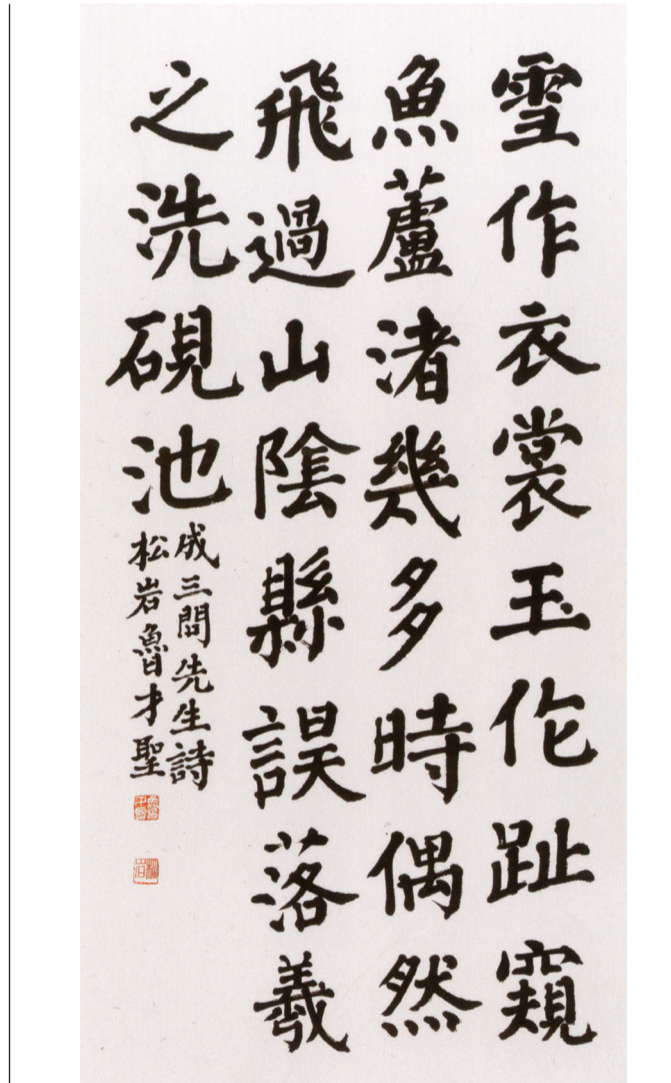 雪作衣裳玉作趾窺
魚蘆渚幾多時偶然
飛過山陰縣誤落羲
之洗硯池
成三問先生詩
松岩魯才聖